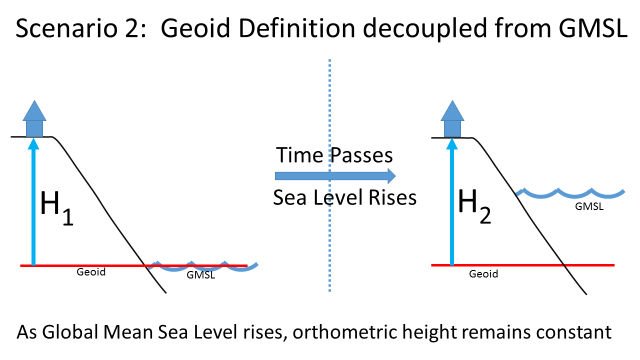 Scenario 2: Geoid Definition decoupled from GMSL
Time Passes
Sea Level Rises
H1
Geoid
GMSL
H2
GMSL
Geoid
As Global Mean Sea Level rises, orthometric height remains constant